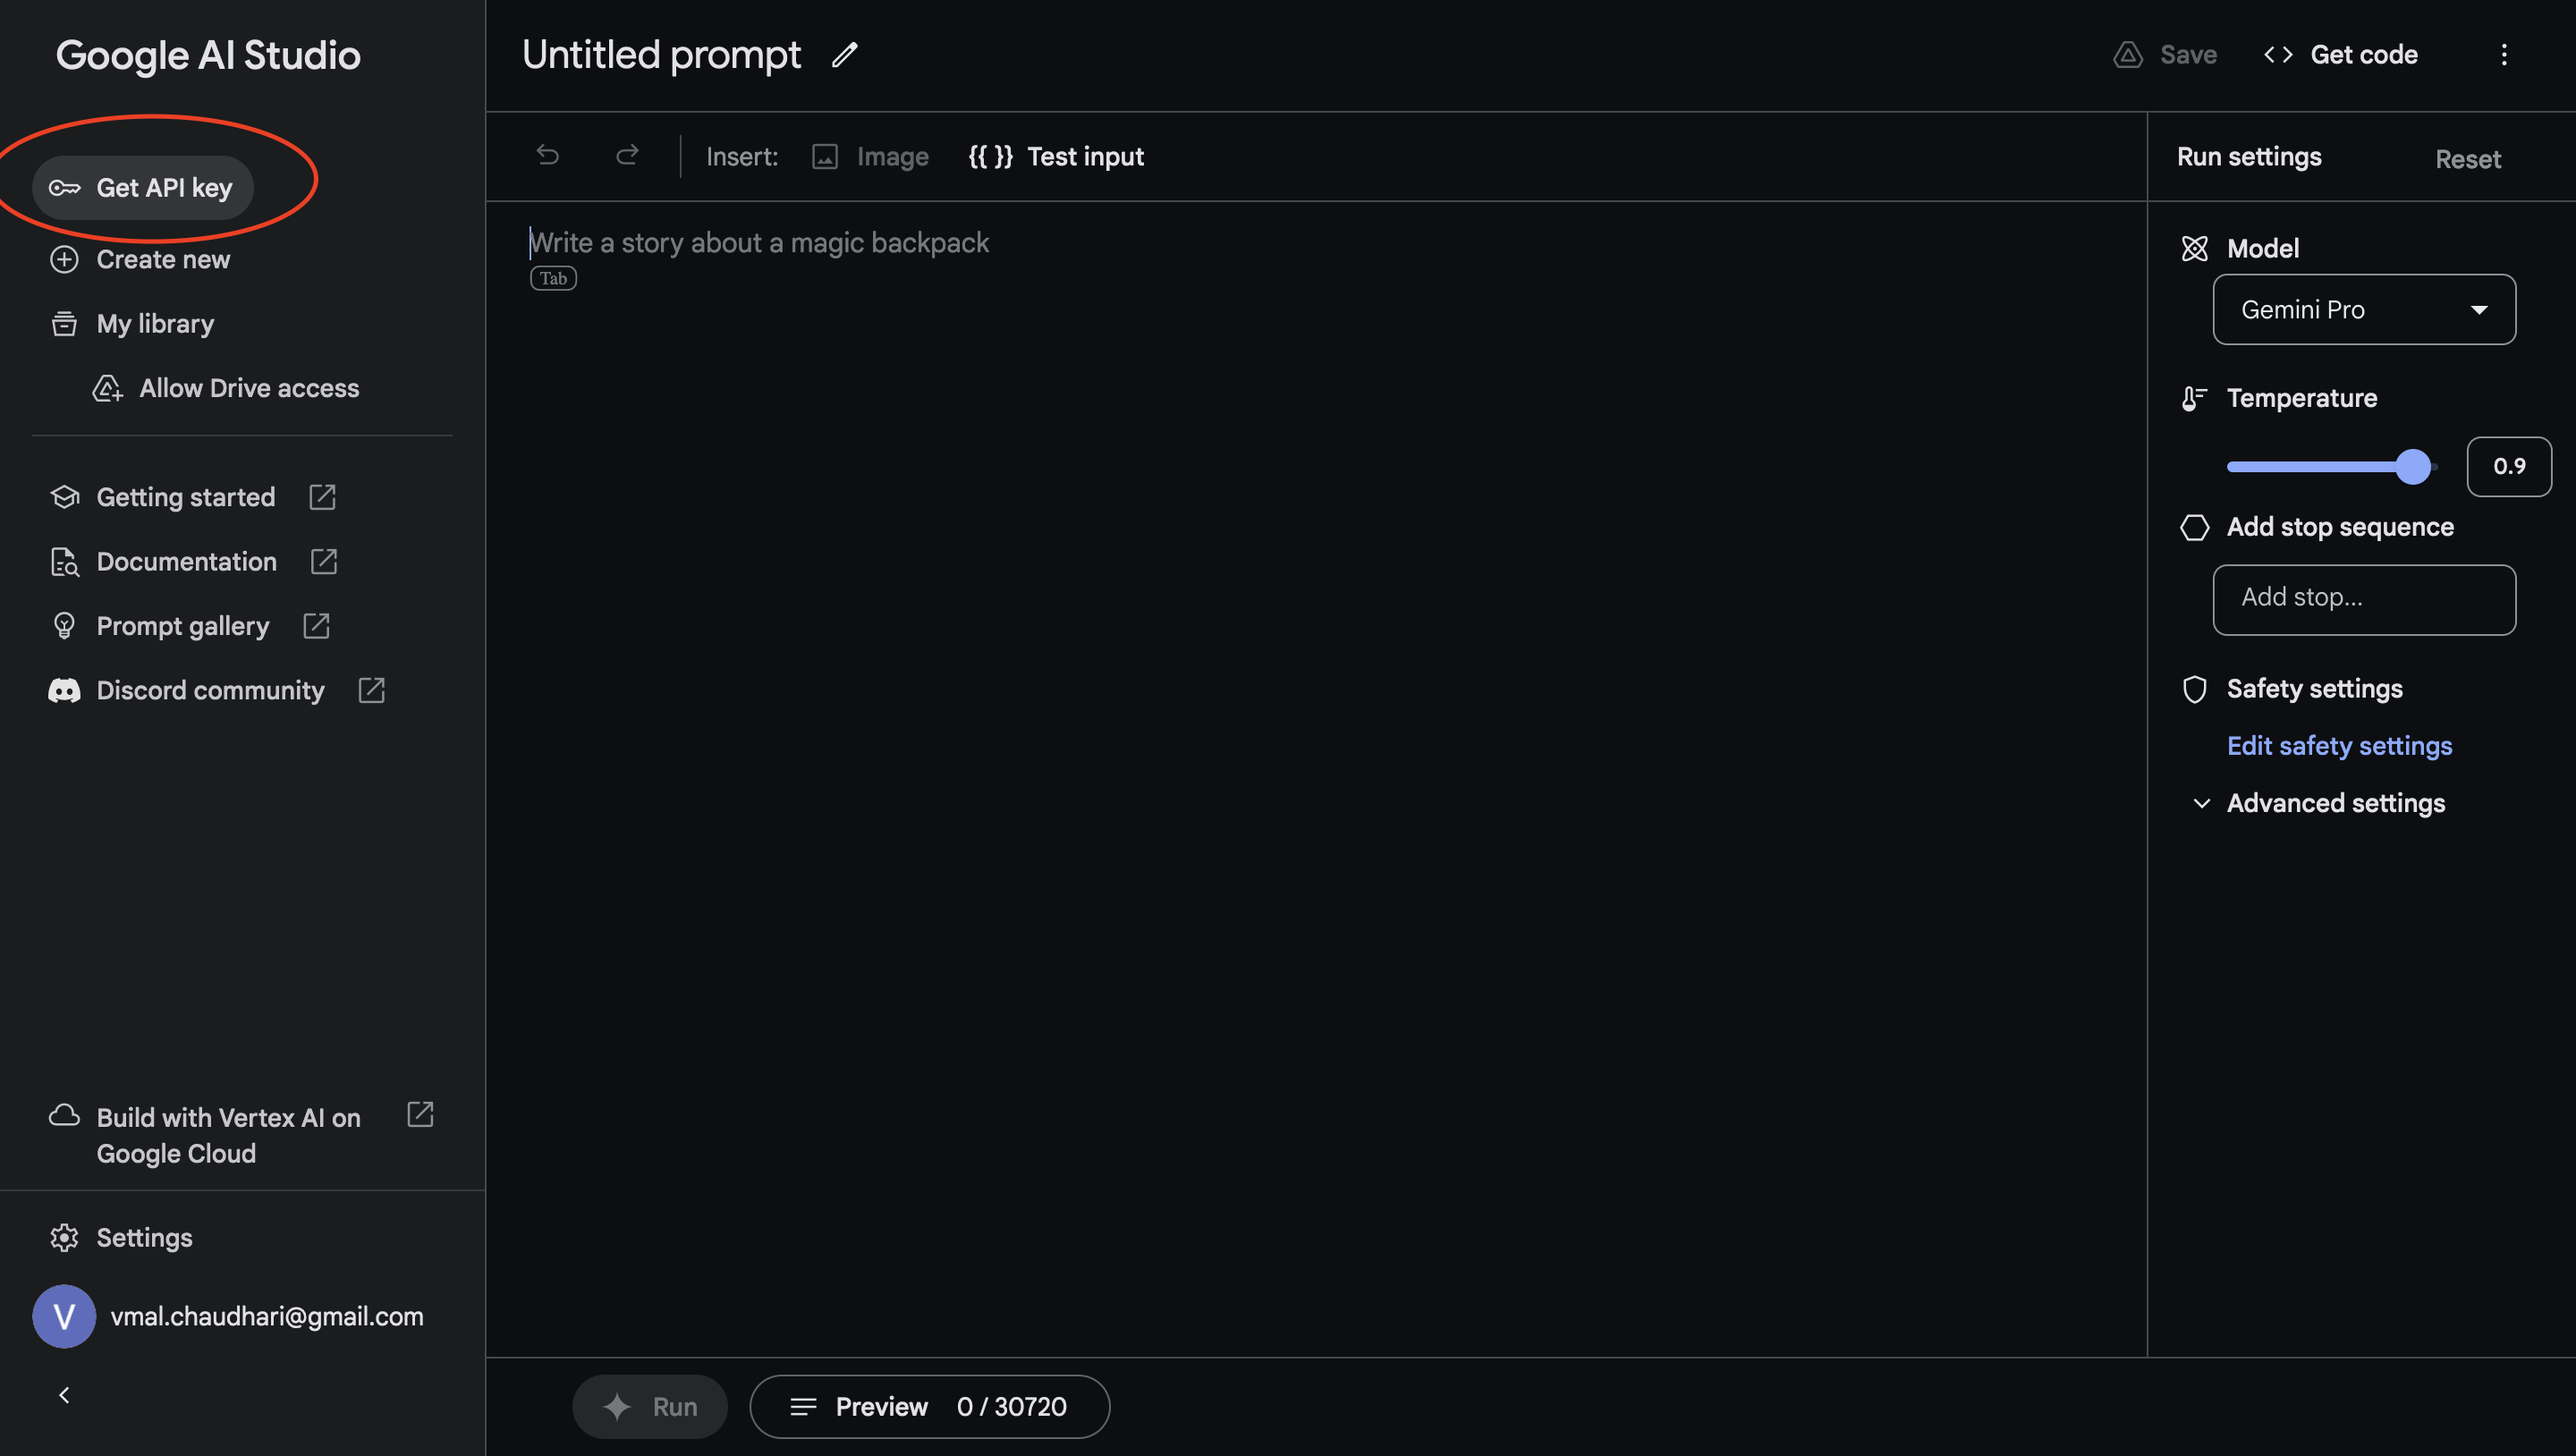 Google AI Studio
Get API key
Create new
My library
Allow Drive access
Getting started
Documentation
Prompt gallery
Discord community
Build with Vertex AI on
Google Cloud
Settings
V vmal.chaudhari@gmail.com
Untitled prompt
Save
Get code
Insert: Image {{ }} Test input
Write a story about a magic backpack
Tab
Run
Preview 0 / 30720
Run settings Reset
Model
Gemini Pro
Temperature
0.9
Add stop sequence
Add stop...
Safety settings
Edit safety settings
Advanced settings